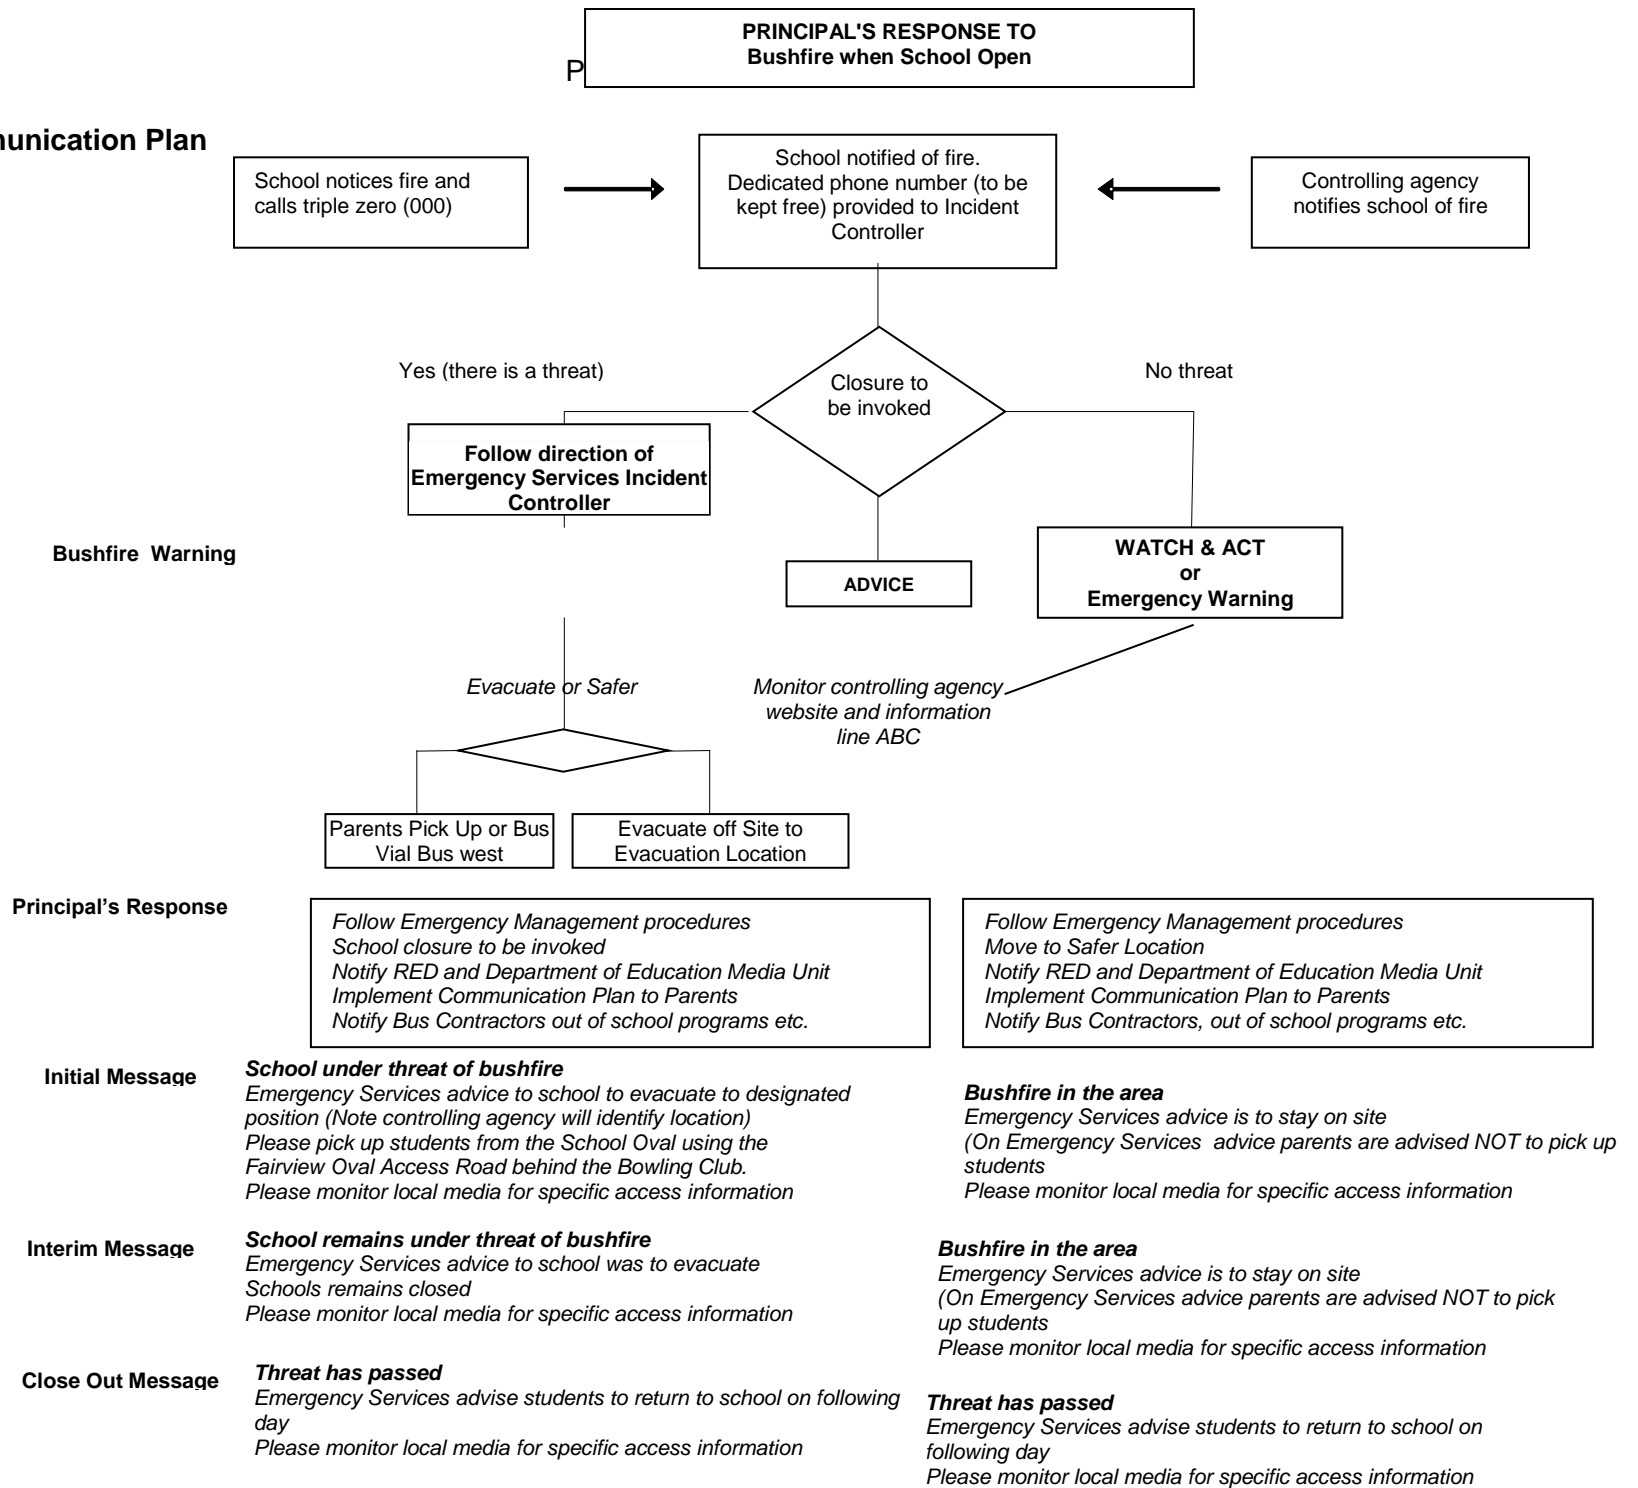 PRINCIPAL'S RESPONSE TO
Bushfire when School Open
P
munication Plan
School notices fire and
calls triple zero (000)
School notified of fire.
Dedicated phone number (to be
kept free) provided to Incident
Controller
Controlling agency
notifies school of fire
Yes (there is a threat)
Closure to
be invoked
No threat
Follow direction of
Emergency Services Incident
Controller
Bushfire  Warning
ADVICE
WATCH & ACT
or
Emergency Warning
Evacuate or Safer
Monitor controlling agency
website and information
line ABC
Parents Pick Up or Bus
Vial Bus west
Evacuate off Site to
Evacuation Location
Principal's Response
Follow Emergency Management procedures
School closure to be invoked
Notify RED and Department of Education Media Unit
Implement Communication Plan to Parents
Notify Bus Contractors out of school programs etc.
Follow Emergency Management procedures
Move to Safer Location
Notify RED and Department of Education Media Unit
Implement Communication Plan to Parents
Notify Bus Contractors, out of school programs etc.
Initial Message
School under threat of bushfire
Emergency Services advice to school to evacuate to designated
position (Note controlling agency will identify location)
Please pick up students from the School Oval using the
Fairview Oval Access Road behind the Bowling Club.
Please monitor local media for specific access information
Bushfire in the area
Emergency Services advice is to stay on site
(On Emergency Services  advice parents are advised NOT to pick up
students
Please monitor local media for specific access information
Interim Message
School remains under threat of bushfire
Emergency Services advice to school was to evacuate
Schools remains closed
Please monitor local media for specific access information
Bushfire in the area
Emergency Services advice is to stay on site
(On Emergency Services advice parents are advised NOT to pick
up students
Please monitor local media for specific access information
Close Out Message
Threat has passed
Emergency Services advise students to return to school on following
day
Please monitor local media for specific access information
Threat has passed
Emergency Services advise students to return to school on
following day
Please monitor local media for specific access information